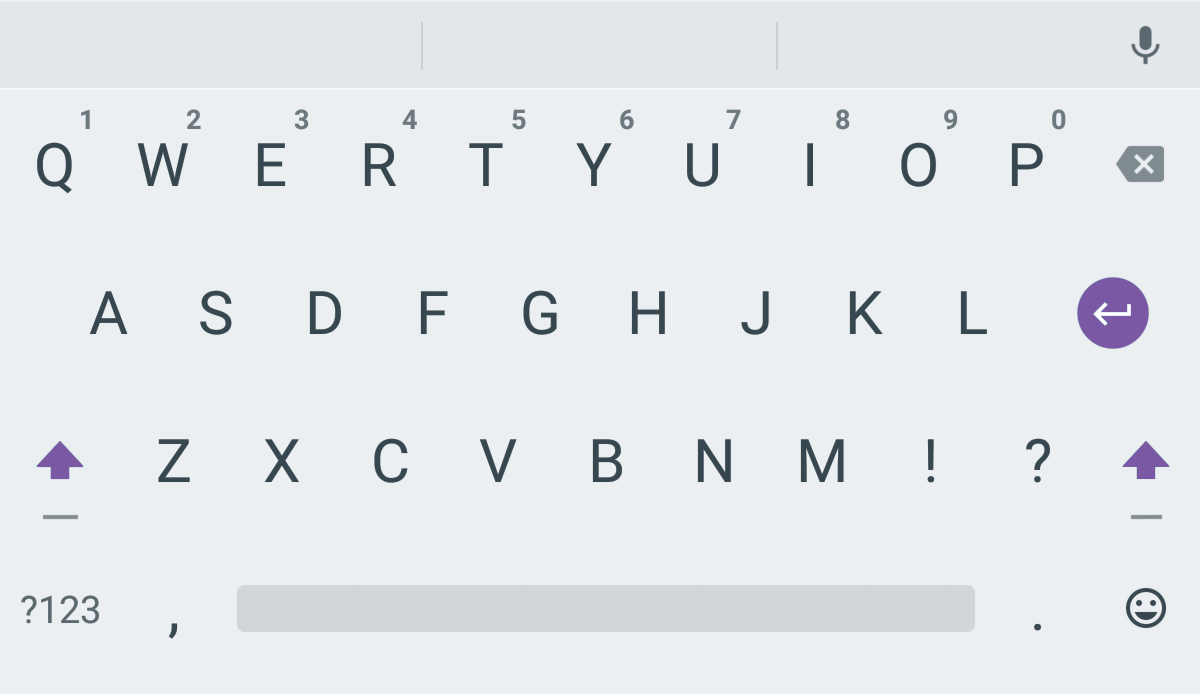 1 2 3 4 5 6 7 8 9 0
Q W E R T Y U I O P
A S D F G H J K L
Z X C V B N M ! ?
?123 , .